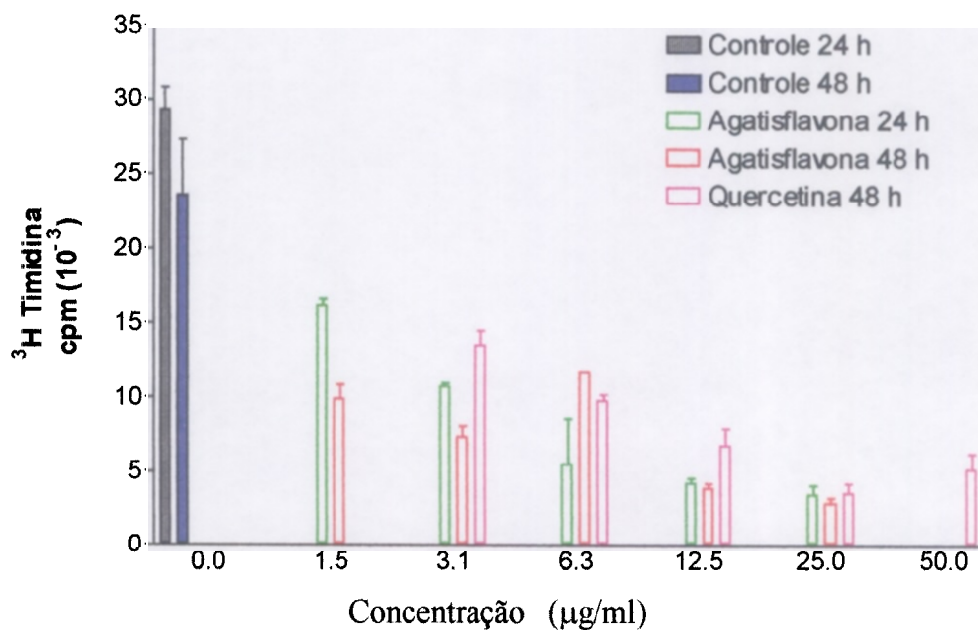 35
30
25
20
15
10
5
0
³H Timidina
cpm (10⁻³)
Controle 24 h
Controle 48 h
Agatisflavona 24 h
Agatisflavona 48 h
Quercetina 48 h
0.0 1.5 3.1 6.3 12.5 25.0 50.0
Concentração (µg/ml)